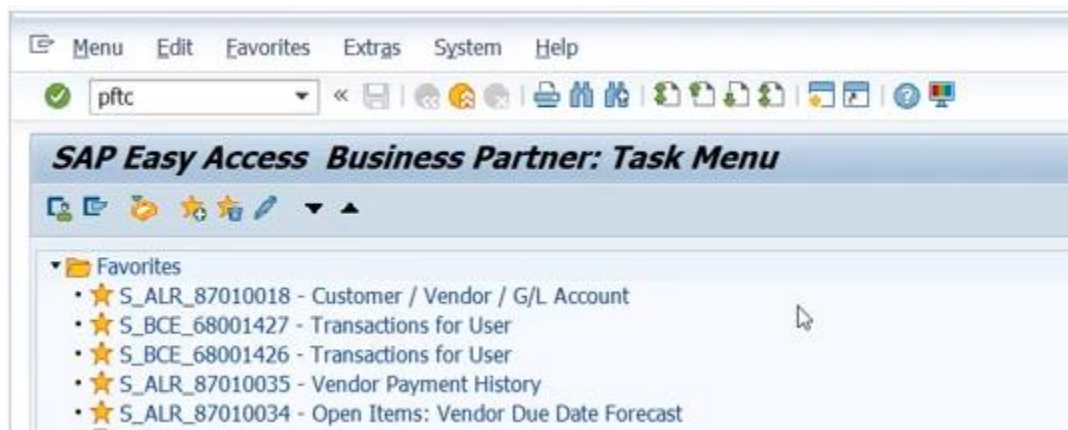 Menu Edit Favorites Extras System Help
pftc
SAP Easy Access Business Partner: Task Menu
Favorites
S_ALR_87010018 - Customer / Vendor / G/L Account
S_BCE_68001427 - Transactions for User
S_BCE_68001426 - Transactions for User
S_ALR_87010035 - Vendor Payment History
S_ALR_87010034 - Open Items: Vendor Due Date Forecast